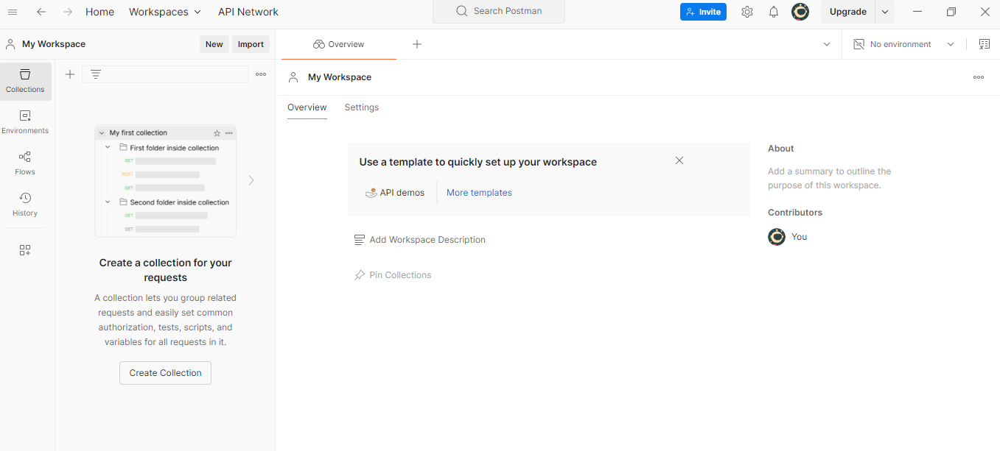 Home
Workspaces
API Network
Search Postman
Invite
Upgrade
My Workspace
New
Import
Overview
No environment
Collections
Environments
Flows
History
My first collection
First folder inside collection
GET
POST
GET
Second folder inside collection
GET
GET
Create a collection for your
requests
A collection lets you group related
requests and easily set common
authorization, tests, scripts, and
variables for all requests in it.
Create Collection
My Workspace
Overview
Settings
Use a template to quickly set up your workspace
API demos
More templates
Add Workspace Description
Pin Collections
About
Add a summary to outline the
purpose of this workspace.
Contributors
You